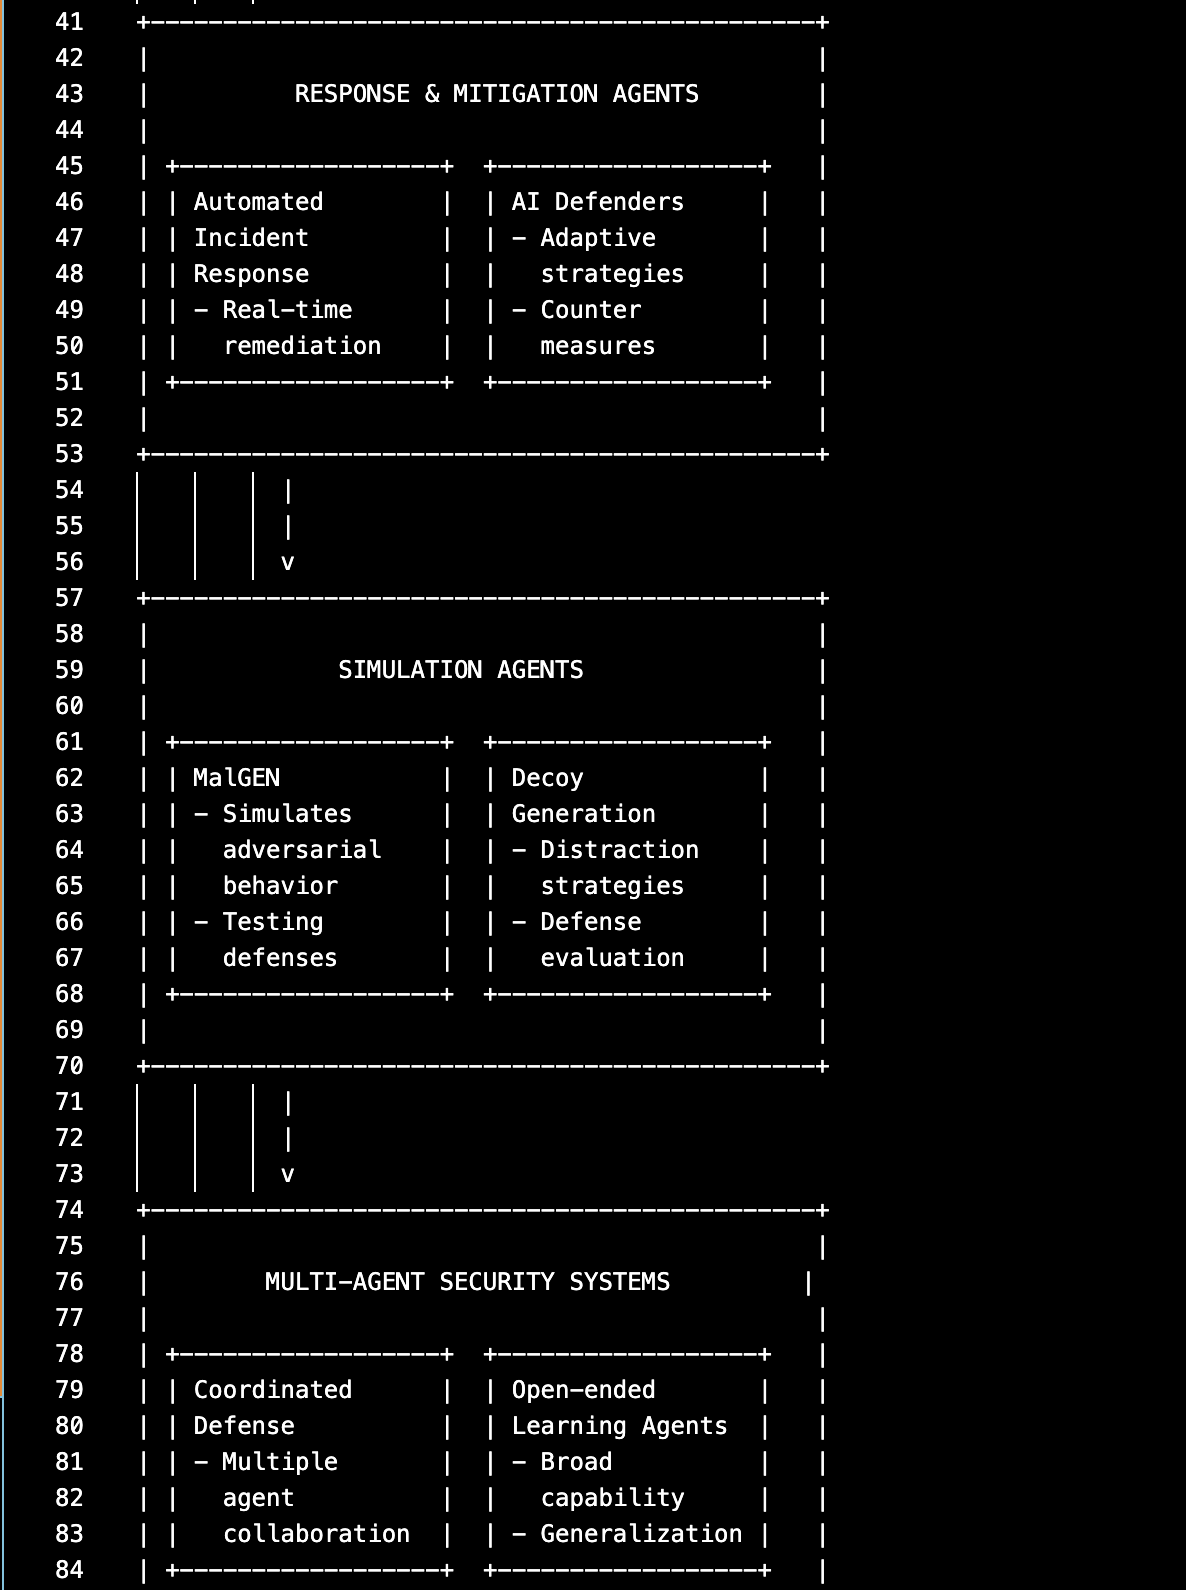 41    +----------------------------------------------+
42    |                                              |
43    |          RESPONSE & MITIGATION AGENTS        |
44    |                                              |
45    | +------------------+  +------------------+   |
46    | | Automated        |  | AI Defenders     |   |
47    | | Incident         |  | - Adaptive       |   |
48    | | Response         |  |   strategies     |   |
49    | | - Real-time      |  | - Counter        |   |
50    | |   remediation    |  |   measures       |   |
51    | +------------------+  +------------------+   |
52    |                                              |
53    +----------------------------------------------+
54              |
55              |
56              v
57    +----------------------------------------------+
58    |                                              |
59    |             SIMULATION AGENTS                |
60    |                                              |
61    | +------------------+  +------------------+   |
62    | | MalGEN           |  | Decoy            |   |
63    | | - Simulates      |  | Generation       |   |
64    | |   adversarial    |  | - Distraction    |   |
65    | |   behavior       |  |   strategies     |   |
66    | | - Testing        |  | - Defense        |   |
67    | |   defenses       |  |   evaluation     |   |
68    | +------------------+  +------------------+   |
69    |                                              |
70    +----------------------------------------------+
71              |
72              |
73              v
74    +----------------------------------------------+
75    |                                              |
76    |        MULTI-AGENT SECURITY SYSTEMS         |
77    |                                              |
78    | +------------------+  +------------------+   |
79    | | Coordinated      |  | Open-ended       |   |
80    | | Defense          |  | Learning Agents  |   |
81    | | - Multiple       |  | - Broad          |   |
82    | |   agent          |  |   capability     |   |
83    | |   collaboration  |  | - Generalization |   |
84    | +------------------+  +------------------+   |